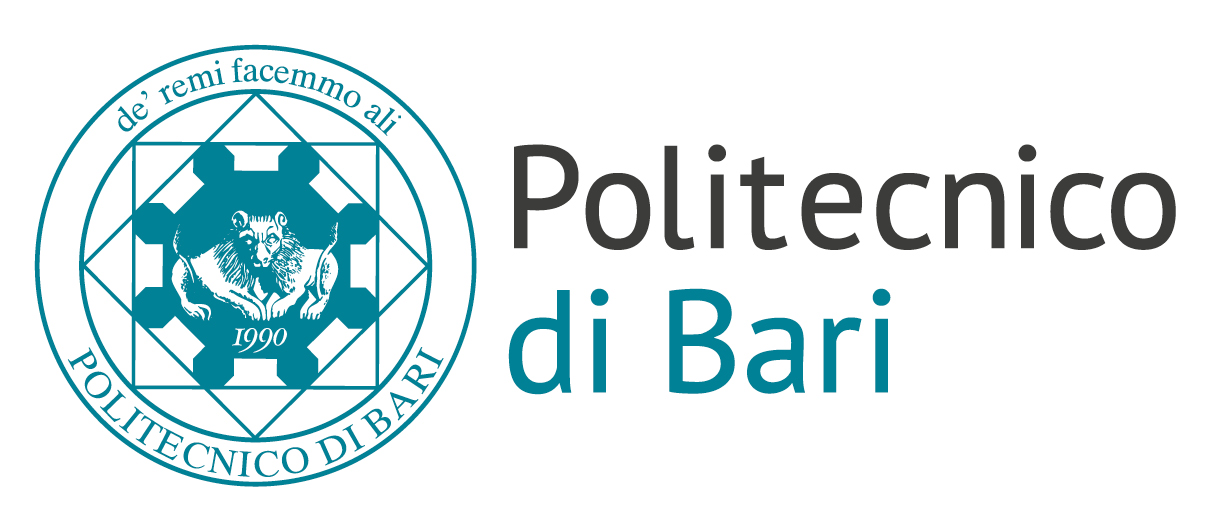 de' remi facemmo ali
1990
POLITECNICO DI BARI
Politecnico
di Bari